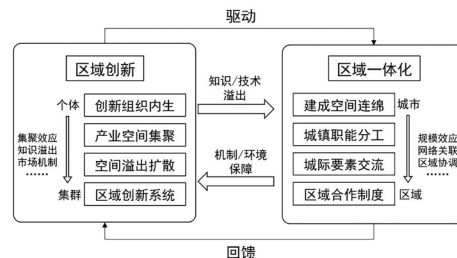 驱动
区域创新
个体
创新组织内生
产业空间集聚
空间溢出扩散
区域创新系统
集聚效应
知识溢出
市场机制
……
集群
知识/技术
溢出
机制/环境
保障
区域一体化
建成空间连绵
城镇职能分工
城际要素交流
区域合作制度
城市
规模效应
网络关联
区域协调
……
区域
回馈